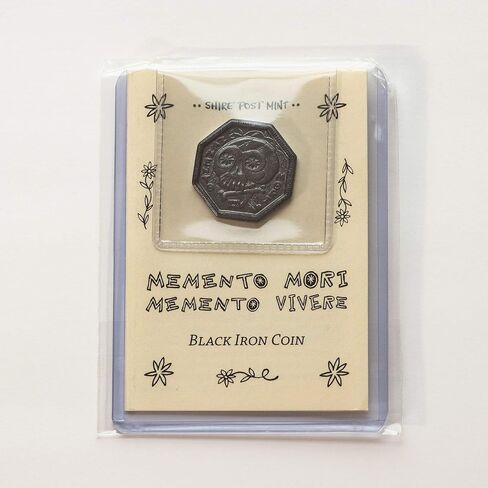 •• SHIRE POST MINT ••
MEMENTO MORI
MEMENTO VIVERE
BLACK IRON COIN